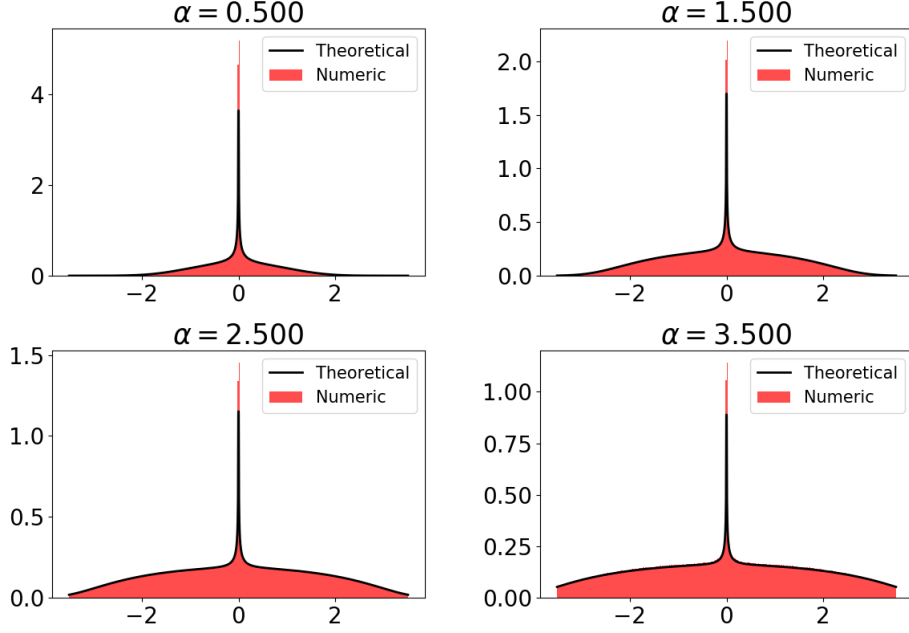 α = 0.500
Theoretical
Numeric
4
2
0
−2 0 2
α = 1.500
Theoretical
Numeric
2.0
1.5
1.0
0.5
0.0
−2 0 2
α = 2.500
Theoretical
Numeric
1.5
1.0
0.5
0.0
−2 0 2
α = 3.500
Theoretical
Numeric
1.00
0.75
0.50
0.25
0.00
−2 0 2